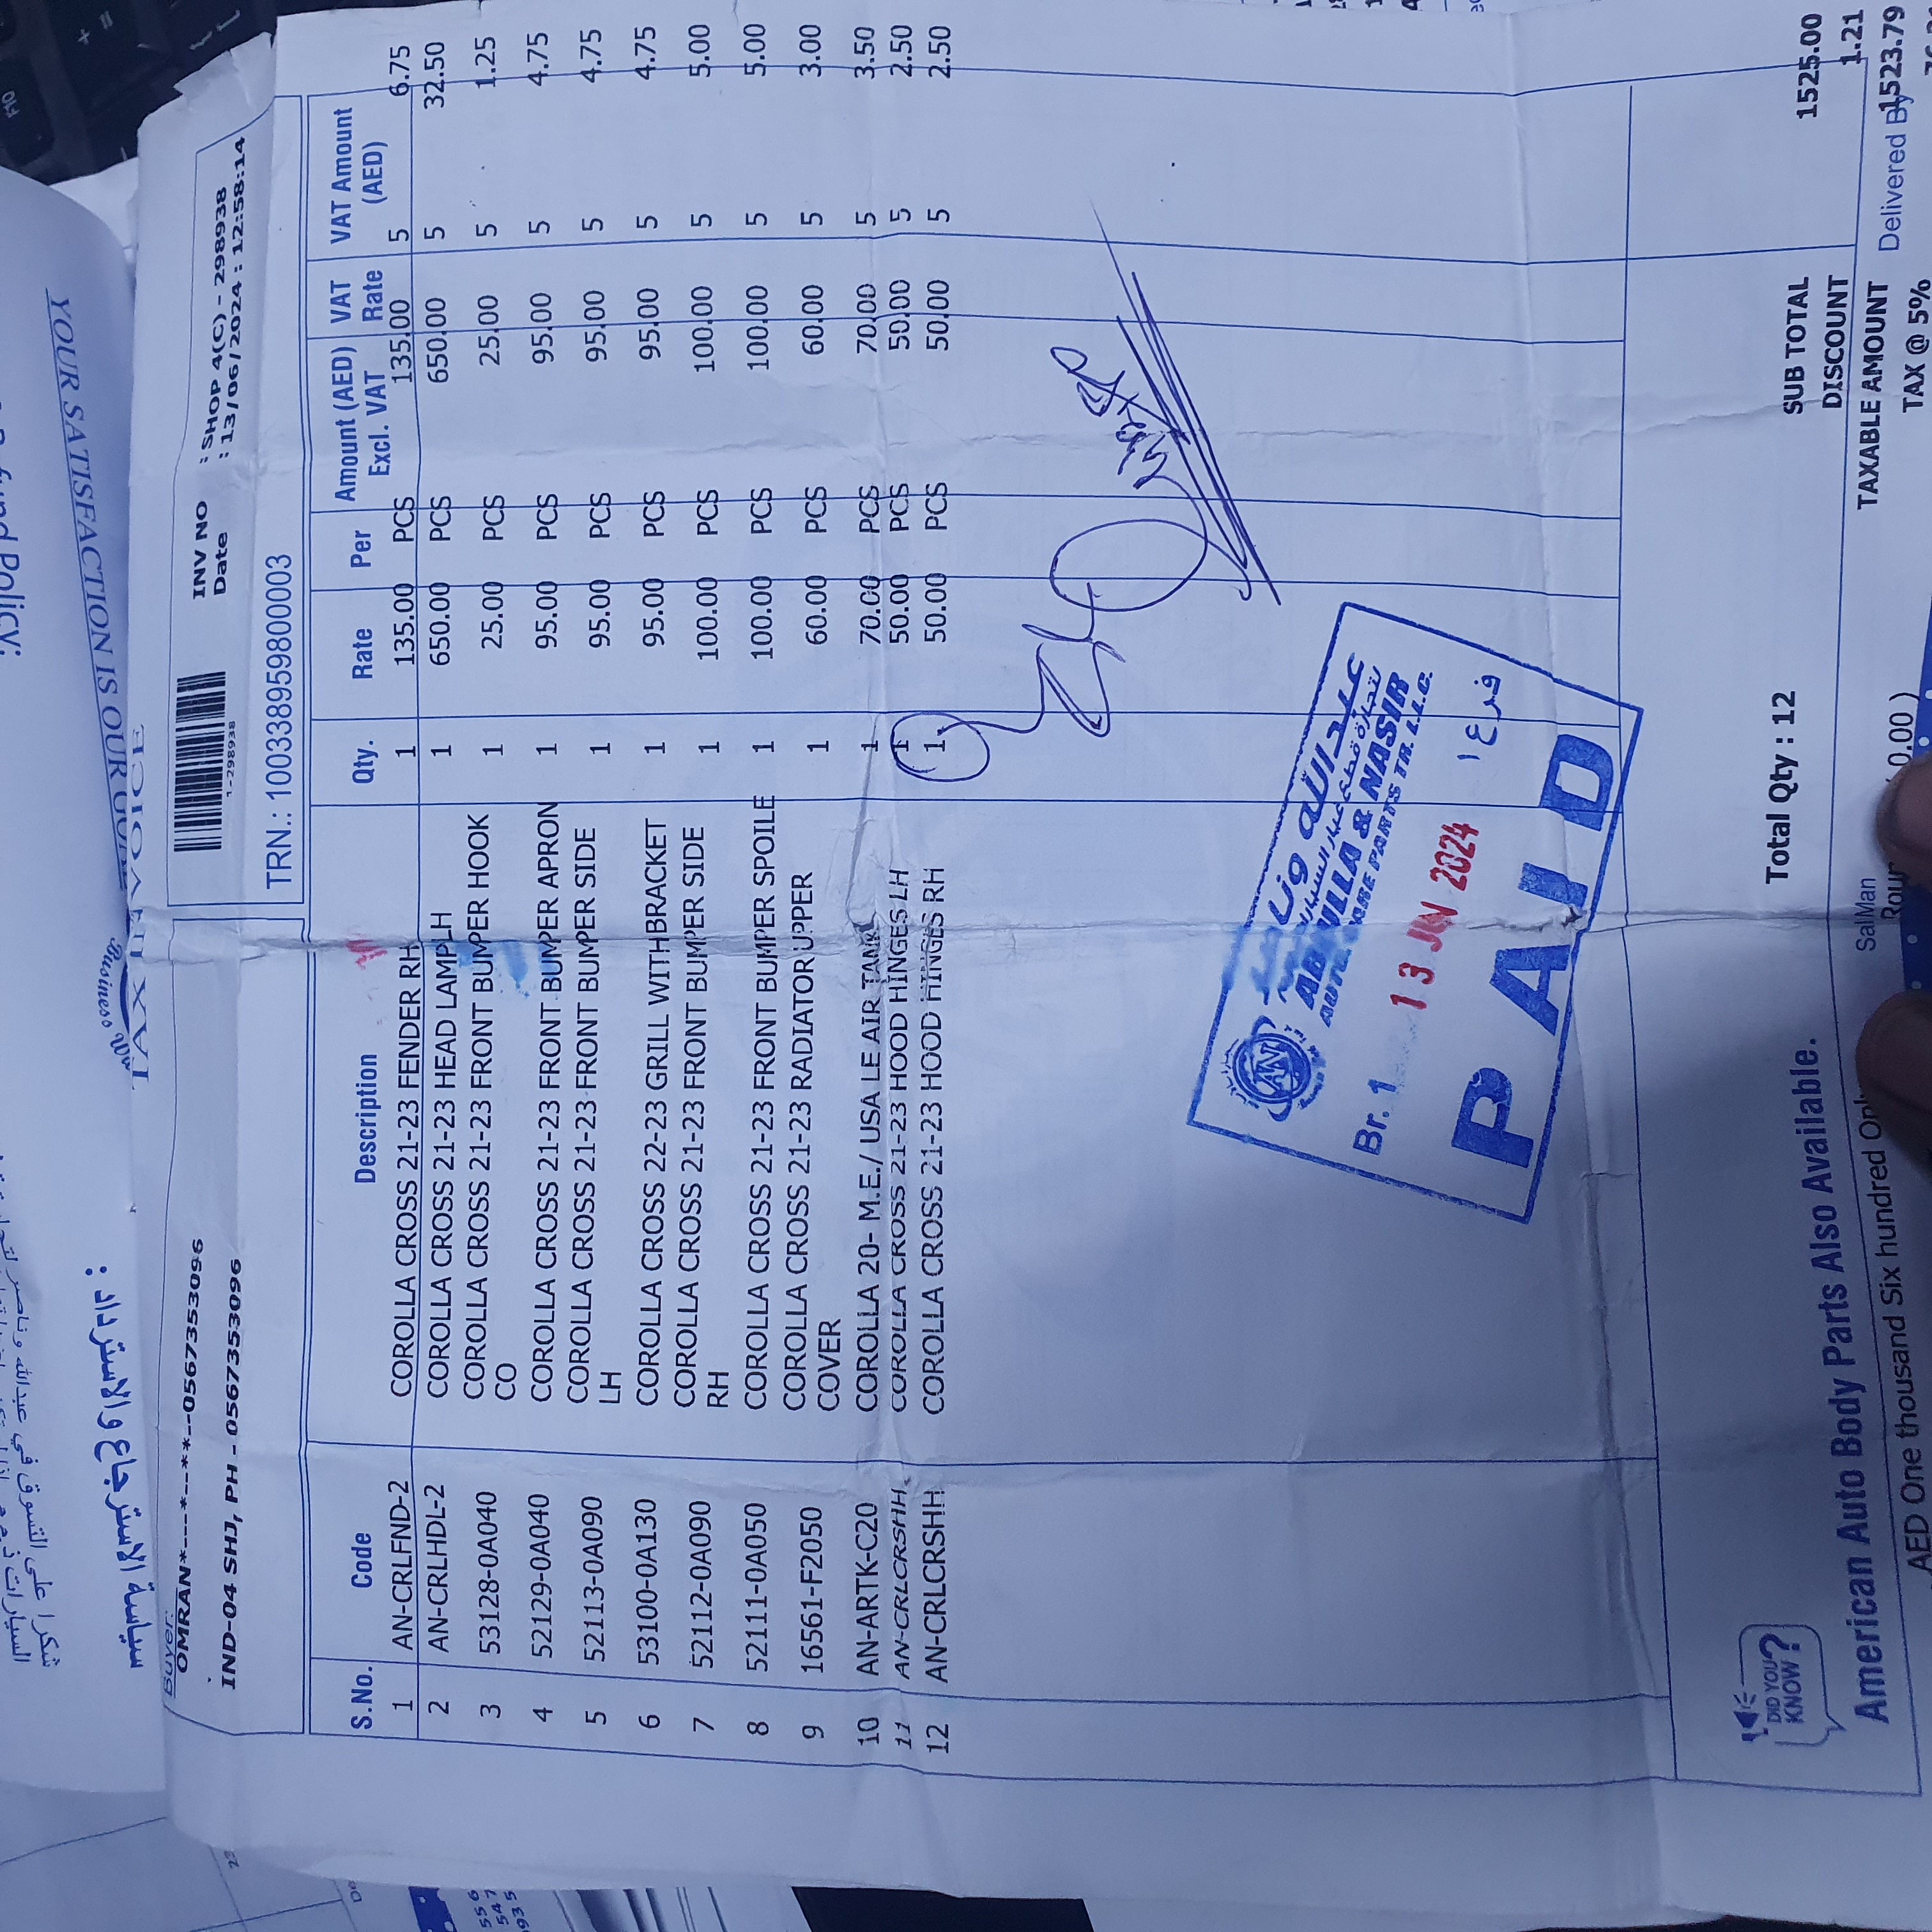 YOUR SATISFACTION IS OUR
Business
TAX INVOICE
سياسة الاستبدال والاسترداد :
Buyer:
OMRAN*---*--**--0567353096
IND-04 SHJ, PH - 0567353096
1-298938
INV NO : SHOP 4(C) - 298938
Date : 13/06/2024 : 12:58:14
TRN.: 100338959800003
S.No. Code Description Qty. Rate Per Amount (AED) Excl. VAT VAT Rate VAT Amount (AED)
1 AN-CRLFND-2 COROLLA CROSS 21-23 FENDER RH 1 135.00 PCS 135.00 5 6.75
2 AN-CRLHDL-2 COROLLA CROSS 21-23 HEAD LAMP LH 1 650.00 PCS 650.00 5 32.50
3 53128-0A040 COROLLA CROSS 21-23 FRONT BUMPER HOOK 1 25.00 PCS 25.00 5 1.25
CO
4 52129-0A040 COROLLA CROSS 21-23 FRONT BUMPER APRON 1 95.00 PCS 95.00 5 4.75
5 52113-0A090 COROLLA CROSS 21-23 FRONT BUMPER SIDE 1 95.00 PCS 95.00 5 4.75
LH
6 53100-0A130 COROLLA CROSS 22-23 GRILL WITHBRACKET 1 95.00 PCS 95.00 5 4.75
7 52112-0A090 COROLLA CROSS 21-23 FRONT BUMPER SIDE 1 100.00 PCS 100.00 5 5.00
RH
8 52111-0A050 COROLLA CROSS 21-23 FRONT BUMPER SPOILE 1 100.00 PCS 100.00 5 5.00
9 16561-F2050 COROLLA CROSS 21-23 RADIATOR UPPER 1 60.00 PCS 60.00 5 3.00
COVER
10 AN-ARTK-C20 COROLLA 20- M.E./ USA LE AIR TANK 1 70.00 PCS 70.00 5 3.50
11 AN-CRLCRSHH COROLLA CROSS 21-23 HOOD HINGES LH 1 50.00 PCS 50.00 5 2.50
12 AN-CRLCRSHH COROLLA CROSS 21-23 HOOD HINGES RH 1 50.00 PCS 50.00 5 2.50
AN
& NASIR
SPARE PARTS TR. L.L.C.
Br. 1 13 JUN 2024 فرع ١
PAID
DID YOU KNOW ?
Total Qty : 12
SUB TOTAL 1525.00
DISCOUNT 1.21
American Auto Body Parts Also Available.
TAXABLE AMOUNT 1523.79
SalMan
Delivered By
AED One thousand Six hundred
TAX @ 5%